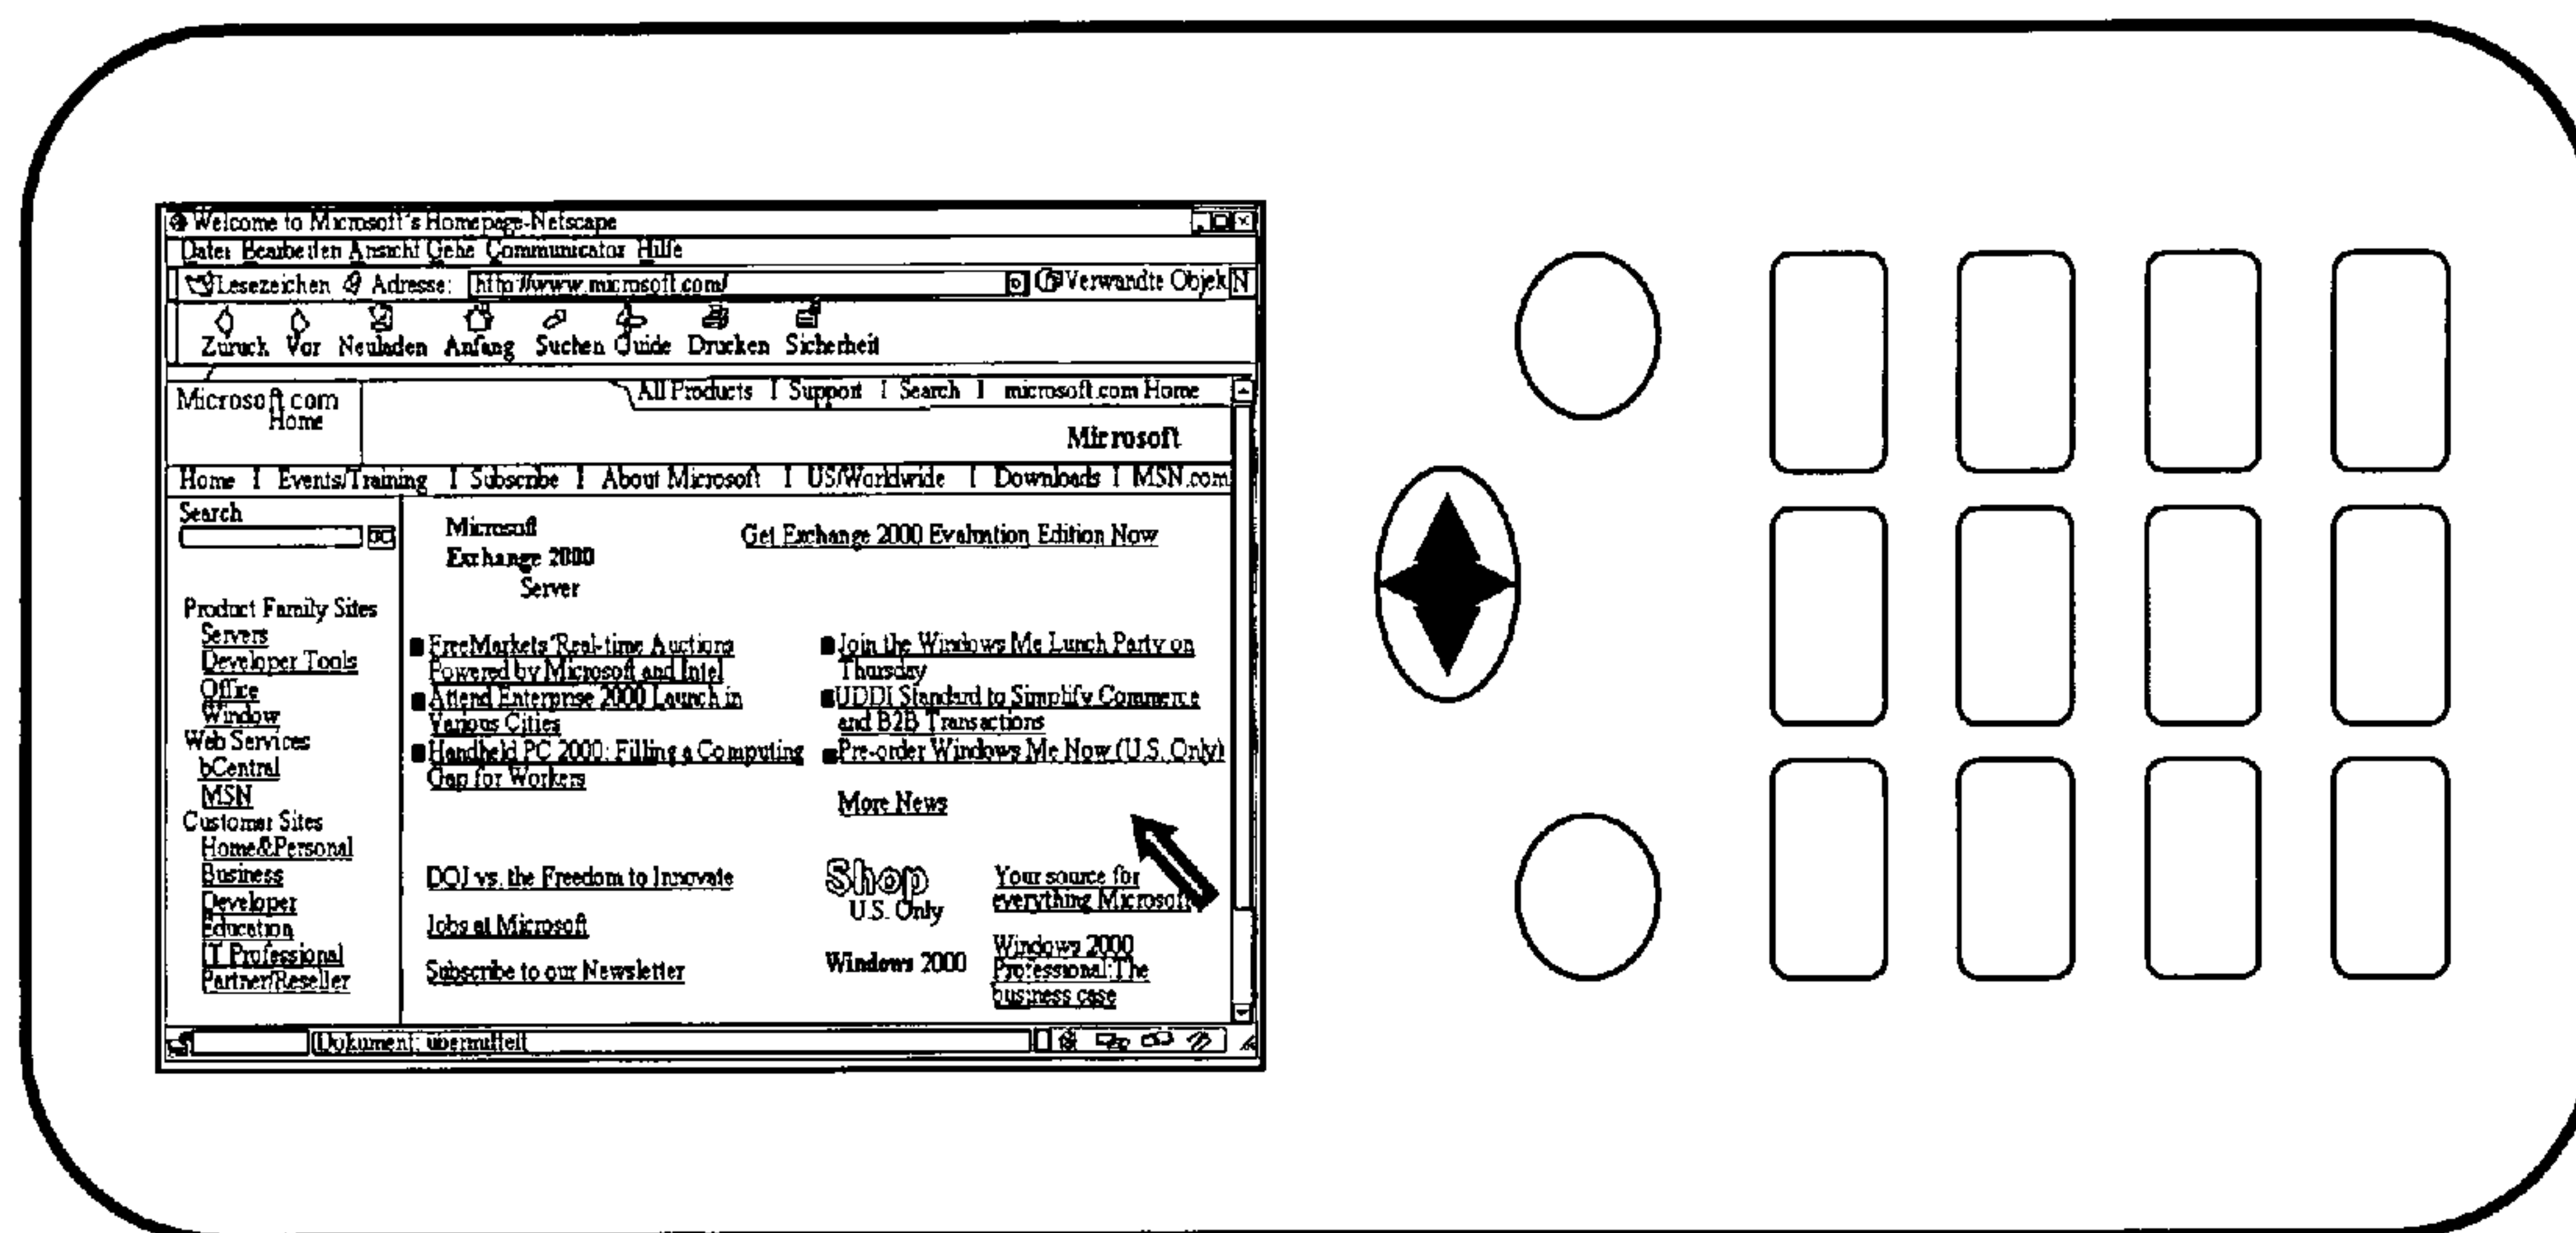 Welcome to Microsoft's Homepage-Netscape
Datei Bearbeiten Ansicht Gehe Communicator Hilfe
Lesezeichen Adresse: http://www.microsoft.com/ Verwandte Objek N
Zuruck Vor Neuladen Anfang Suchen Guide Drucken Sicherheit
All Products I Support I Search I microsoft.com Home
Microsoft.com
Home
Microsoft
Home I Events/Training I Subscribe I About Microsoft I US/Worldwide I Downloads I MSN.com
Search
Product Family Sites
Servers
Developer Tools
Office
Window
Web Services
bCentral
MSN
Customer Sites
Home&Personal
Business
Developer
Education
IT Professional
Partner/Reseller
Microsoft
Exchange 2000
Server
Get Exchange 2000 Evaluation Edition Now
FreeMarkets'Real-time Auctions
Powered by Microsoft and Intel
Attend Enterprise 2000 Launch in
Various Cities
Handheld PC 2000: Filling a Computing
Gap for Workers
Join the Windows Me Lunch Party on
Thursday
UDDI Standard to Simplify Commerce
and B2B Transactions
Pre-order Windows Me Now (U.S. Only)
More News
DOJ vs. the Freedom to Innovate
Jobs at Microsoft
Subscribe to our Newsletter
Shop
U.S. Only
Your source for
everything Microsoft
Windows 2000
Windows 2000
Professional:The
business case
Dokument: übermittelt